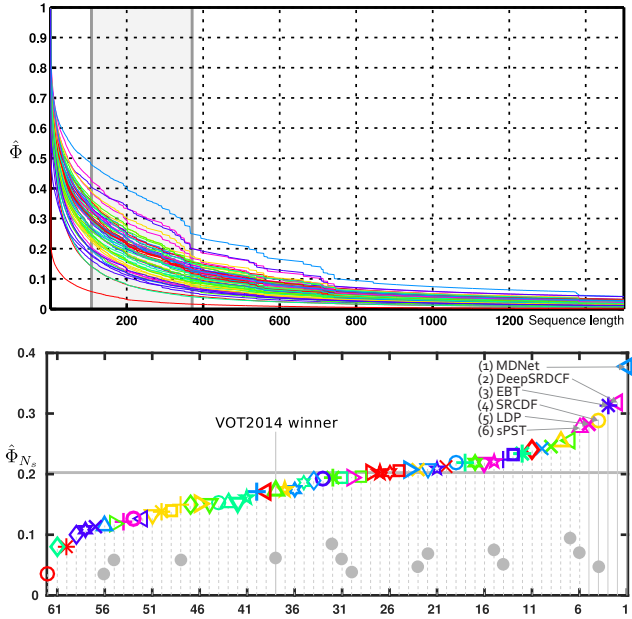 1
0.9
0.8
0.7
0.6
Φ̂ 0.5
0.4
0.3
0.2
0.1
0
200 400 600 800 1000 1200 Sequence length
0.4
(1) MDNet
(2) DeepSRDCF
(3) EBT
(4) SRCDF
(5) LDP
(6) sPST
0.3
VOT2014 winner
Φ̂Nₛ
0.2
0.1
0
61 56 51 46 41 36 31 26 21 16 11 6 1